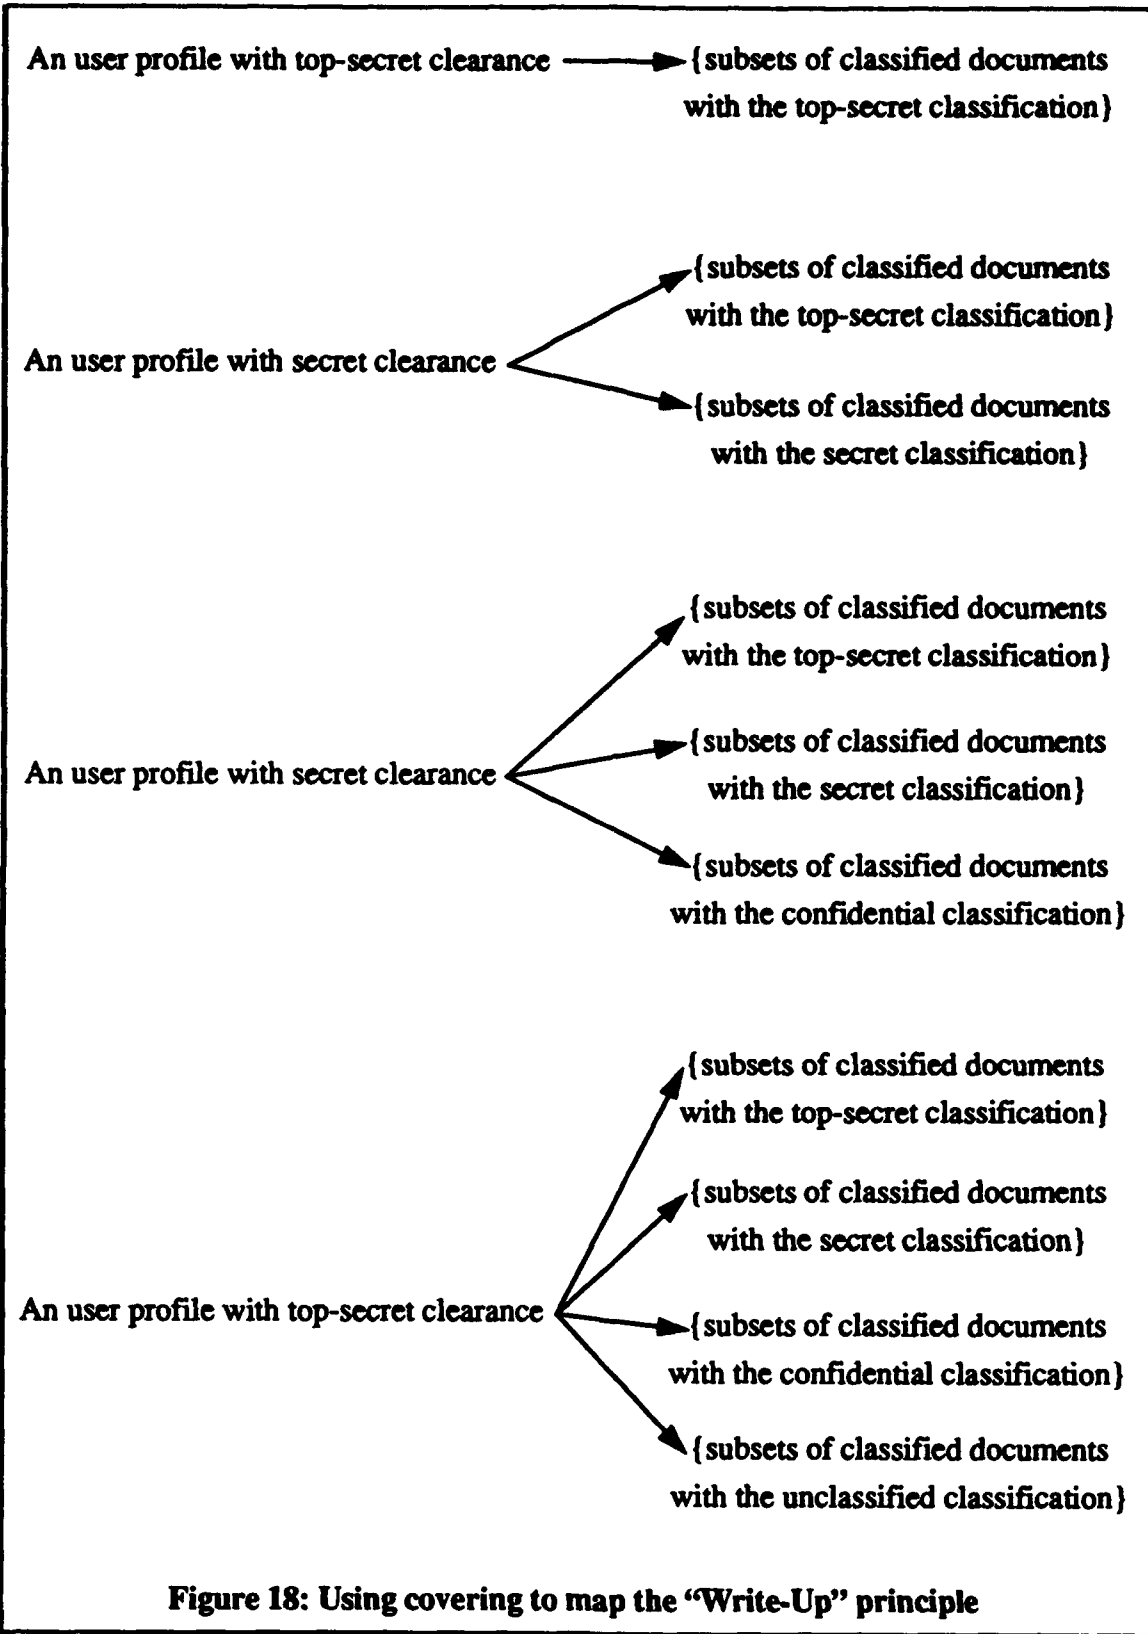 An user profile with top-secret clearance {subsets of classified documents
with the top-secret classification}
{subsets of classified documents
with the top-secret classification}
An user profile with secret clearance
{subsets of classified documents
with the secret classification}
{subsets of classified documents
with the top-secret classification}
{subsets of classified documents
An user profile with secret clearance
with the secret classification}
{subsets of classified documents
with the confidential classification}
{subsets of classified documents
with the top-secret classification}
{subsets of classified documents
with the secret classification}
An user profile with top-secret clearance
{subsets of classified documents
with the confidential classification}
{subsets of classified documents
with the unclassified classification}
Figure 18: Using covering to map the “Write-Up” principle